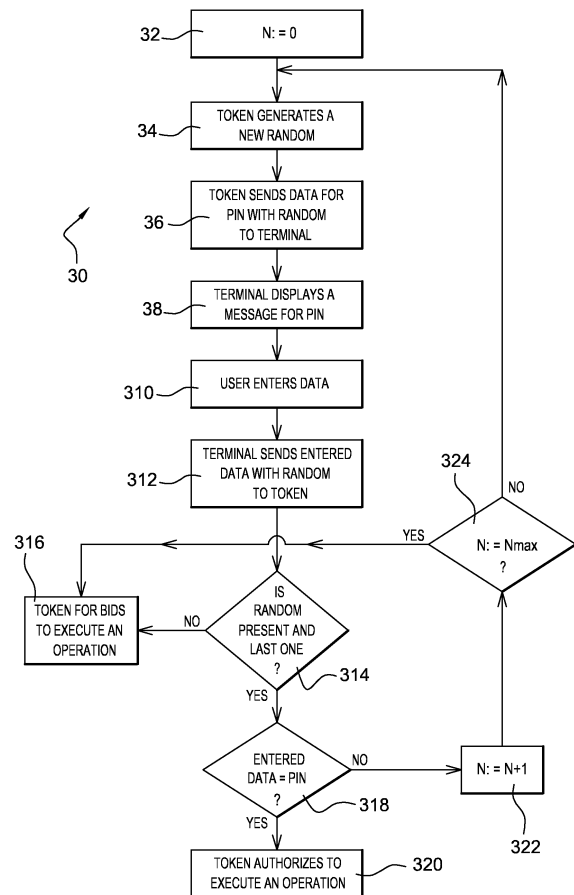 32
N: = 0
34
TOKEN GENERATES A
NEW RANDOM
36
TOKEN SENDS DATA FOR
PIN WITH RANDOM
TO TERMINAL
30
38
TERMINAL DISPLAYS A
MESSAGE FOR PIN
310
USER ENTERS DATA
312
TERMINAL SENDS ENTERED
DATA WITH RANDOM
TO TOKEN
324
NO
YES
N: = Nmax
?
316
TOKEN FOR BIDS
TO EXECUTE AN
OPERATION
NO
IS
RANDOM
PRESENT AND
LAST ONE
?
314
YES
ENTERED
DATA = PIN
?
NO
318
N: = N+1
322
YES
TOKEN AUTHORIZES TO
EXECUTE AN OPERATION
320